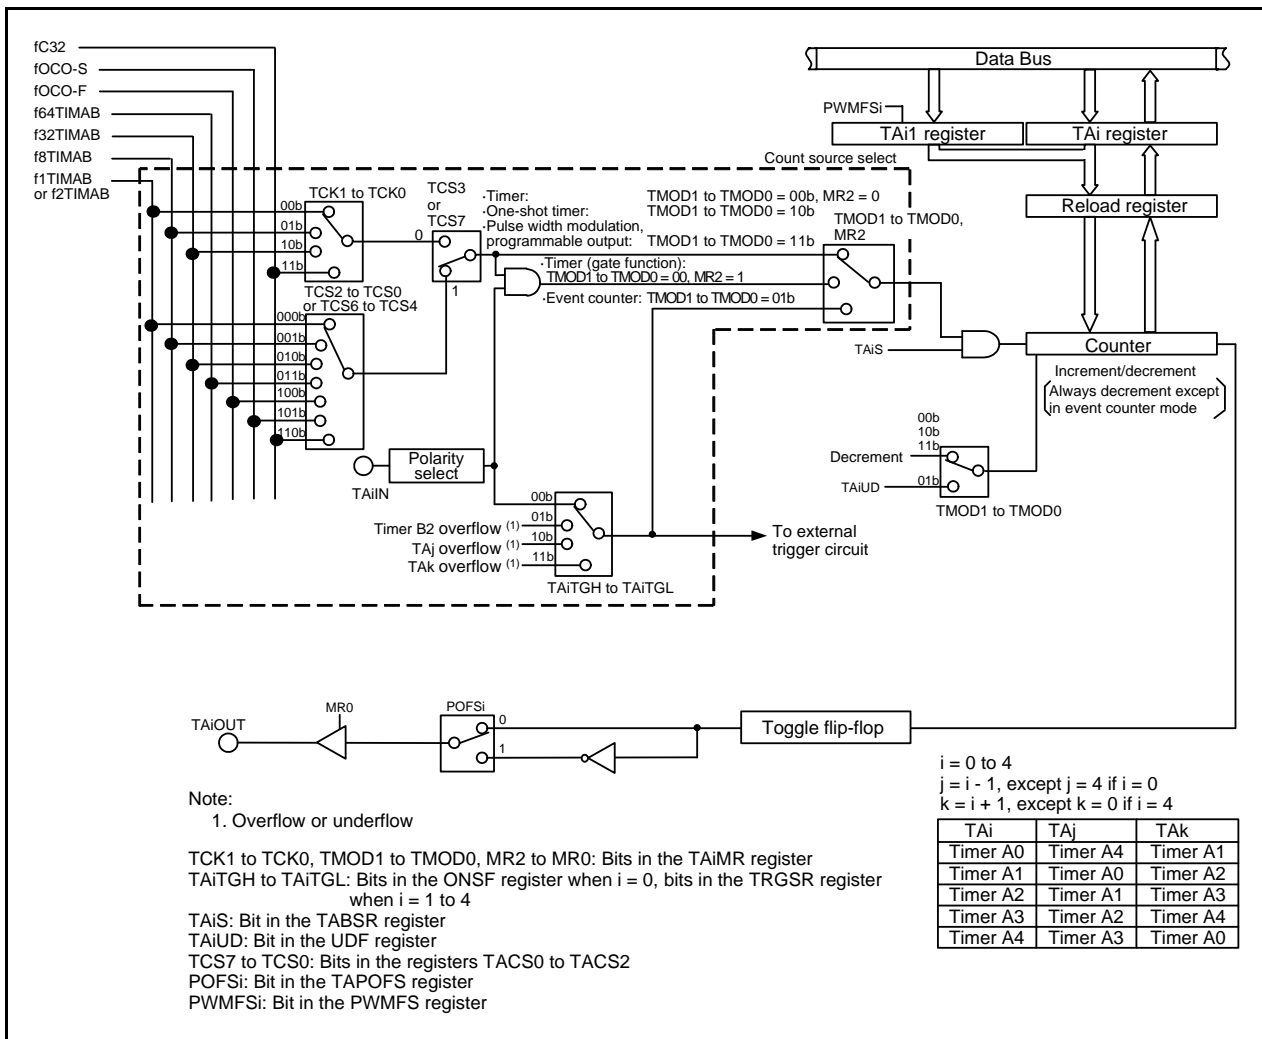 fC32
fOCO-S
fOCO-F
f64TIMAB
f32TIMAB
f8TIMAB
f1TIMAB
or f2TIMAB
Data Bus
PWMFSi
TAi1 register
TAi register
Reload register
Counter
Increment/decrement
Always decrement except
in event counter mode
Count source select
TCK1 to TCK0
00b
01b
10b
11b
TCS3
or
TCS7
0
1
·Timer: TMOD1 to TMOD0 = 00b, MR2 = 0
·One-shot timer: TMOD1 to TMOD0 = 10b
·Pulse width modulation,
programmable output: TMOD1 to TMOD0 = 11b
·Timer (gate function):
TMOD1 to TMOD0 = 00, MR2 = 1
·Event counter: TMOD1 to TMOD0 = 01b
TMOD1 to TMOD0,
MR2
TCS2 to TCS0
or TCS6 to TCS4
000b
001b
010b
011b
100b
101b
110b
TAiS
TAiIN
Polarity
select
00b
01b
10b
11b
Timer B2 overflow (1)
TAj overflow (1)
TAk overflow (1)
TAiTGH to TAiTGL
To external
trigger circuit
00b
10b
11b
Decrement
TAiUD
01b
TMOD1 to TMOD0
TAiOUT
MR0
POFSi
0
1
Toggle flip-flop
i = 0 to 4
j = i - 1, except j = 4 if i = 0
k = i + 1, except k = 0 if i = 4
TAi TAj TAk
Timer A0 Timer A4 Timer A1
Timer A1 Timer A0 Timer A2
Timer A2 Timer A1 Timer A3
Timer A3 Timer A2 Timer A4
Timer A4 Timer A3 Timer A0
Note:
1. Overflow or underflow
TCK1 to TCK0, TMOD1 to TMOD0, MR2 to MR0: Bits in the TAiMR register
TAiTGH to TAiTGL: Bits in the ONSF register when i = 0, bits in the TRGSR register
when i = 1 to 4
TAiS: Bit in the TABSR register
TAiUD: Bit in the UDF register
TCS7 to TCS0: Bits in the registers TACS0 to TACS2
POFSi: Bit in the TAPOFS register
PWMFSi: Bit in the PWMFS register